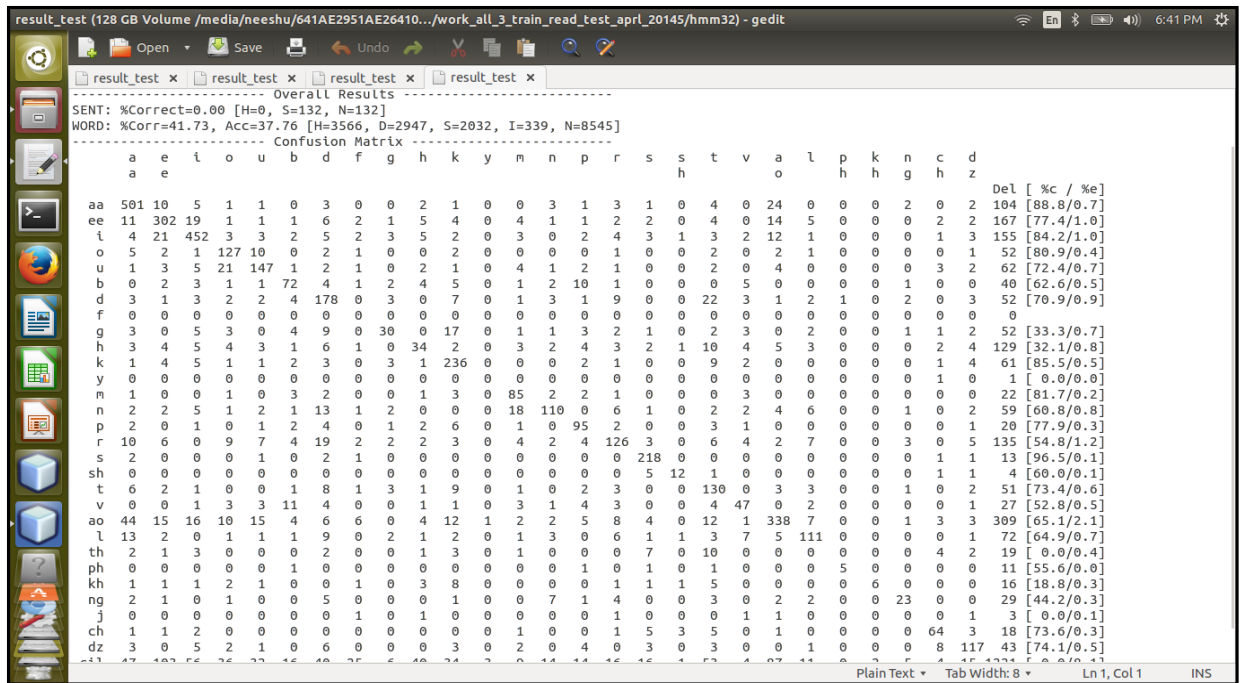 result_test (128 GB Volume /media/neeshu/641AE2951AE26410.../work_all_3_train_read_test_aprl_20145/hmm32) - gedit En 6:41 PM
Open Save Undo
result_test × result_test × result_test × result_test ×
------------------------ Overall Results --------------------------
SENT: %Correct=0.00 [H=0, S=132, N=132]
WORD: %Corr=41.73, Acc=37.76 [H=3566, D=2947, S=2032, I=339, N=8545]
------------------------ Confusion Matrix -------------------------
a e i o u b d f g h k y m n p r s s t v a l p k n c d
a e h o h h g h z
Del [ %c / %e]
aa 501 10 5 1 1 0 3 0 0 2 1 0 0 3 1 3 1 0 4 0 24 0 0 0 2 0 2 104 [88.8/0.7]
ee 11 302 19 1 1 1 6 2 1 5 4 0 4 1 1 2 2 0 4 0 14 5 0 0 0 2 2 167 [77.4/1.0]
i 4 21 452 3 3 2 5 2 3 5 2 0 3 0 2 4 3 1 3 2 12 1 0 0 0 1 3 155 [84.2/1.0]
o 5 2 1 127 10 0 2 1 0 0 2 0 0 0 0 1 0 0 2 0 2 1 0 0 0 0 1 52 [80.9/0.4]
u 1 3 5 21 147 1 2 1 0 2 1 0 4 1 2 1 0 0 2 0 4 0 0 0 0 3 2 62 [72.4/0.7]
b 0 2 3 1 1 72 4 1 2 4 5 0 1 2 10 1 0 0 0 5 0 0 0 0 1 0 0 40 [62.6/0.5]
d 3 1 3 2 2 4 178 0 3 0 7 0 1 3 1 9 0 0 22 3 1 2 1 0 2 0 3 52 [70.9/0.9]
f 0 0 0 0 0 0 0 0 0 0 0 0 0 0 0 0 0 0 0 0 0 0 0 0 0 0 0 0
g 3 0 5 3 0 4 9 0 30 0 17 0 1 1 3 2 1 0 2 3 0 2 0 0 1 1 2 52 [33.3/0.7]
h 3 4 5 4 3 1 6 1 0 34 2 0 3 2 4 3 2 1 10 4 5 3 0 0 0 2 4 129 [32.1/0.8]
k 1 4 5 1 1 2 3 0 3 1 236 0 0 0 2 1 0 0 9 2 0 0 0 0 0 1 4 61 [85.5/0.5]
y 0 0 0 0 0 0 0 0 0 0 0 0 0 0 0 0 0 0 0 0 0 0 0 0 0 1 0 1 [ 0.0/0.0]
m 1 0 0 1 0 3 2 0 0 1 3 0 85 2 2 1 0 0 0 3 0 0 0 0 0 0 0 22 [81.7/0.2]
n 2 2 5 1 2 1 13 1 2 0 0 0 18 110 0 6 1 0 2 2 4 6 0 0 1 0 2 59 [60.8/0.8]
p 2 0 1 0 1 2 4 0 1 2 6 0 1 0 95 2 0 0 3 1 0 0 0 0 0 0 1 20 [77.9/0.3]
r 10 6 0 9 7 4 19 2 2 2 3 0 4 2 4 126 3 0 6 4 2 7 0 0 3 0 5 135 [54.8/1.2]
s 2 0 0 0 1 0 2 1 0 0 0 0 0 0 0 0 218 0 0 0 0 0 0 0 0 1 1 13 [96.5/0.1]
sh 0 0 0 0 0 0 0 0 0 0 0 0 0 0 0 0 5 12 1 0 0 0 0 0 0 1 1 4 [60.0/0.1]
t 6 2 1 0 0 1 8 1 3 1 9 0 1 0 2 3 0 0 130 0 3 3 0 0 1 0 2 51 [73.4/0.6]
v 0 0 1 3 3 11 4 0 0 1 1 0 3 1 4 3 0 0 4 47 0 2 0 0 0 0 1 27 [52.8/0.5]
ao 44 15 16 10 15 4 6 6 0 4 12 1 2 2 5 8 4 0 12 1 338 7 0 0 1 3 3 309 [65.1/2.1]
l 13 2 0 1 1 1 9 0 2 1 2 0 1 3 0 6 1 1 3 7 5 111 0 0 0 0 1 72 [64.9/0.7]
th 2 1 3 0 0 0 2 0 0 1 3 0 1 0 0 0 7 0 10 0 0 0 0 0 0 4 2 19 [ 0.0/0.4]
ph 0 0 0 0 0 1 0 0 0 0 0 0 0 0 1 0 1 0 1 0 0 0 5 0 0 0 0 11 [55.6/0.0]
kh 1 1 1 2 1 0 0 1 0 3 8 0 0 0 0 1 1 1 5 0 0 0 0 6 0 0 0 16 [18.8/0.3]
ng 2 1 0 1 0 0 5 0 0 0 1 0 0 7 1 4 0 0 3 0 2 2 0 0 23 0 0 29 [44.2/0.3]
j 0 0 0 0 0 0 0 1 0 1 0 0 0 0 0 1 0 0 0 1 1 0 0 0 0 0 1 3 [ 0.0/0.1]
ch 1 1 2 0 0 0 0 0 0 0 0 0 1 0 0 1 5 3 5 0 1 0 0 0 0 64 3 18 [73.6/0.3]
dz 3 0 5 2 1 0 6 0 0 0 3 0 2 0 4 0 3 0 5 0 1 0 0 0 0 8 117 43 [74.1/0.5]
Plain Text Tab Width: 8 Ln 1, Col 1 INS